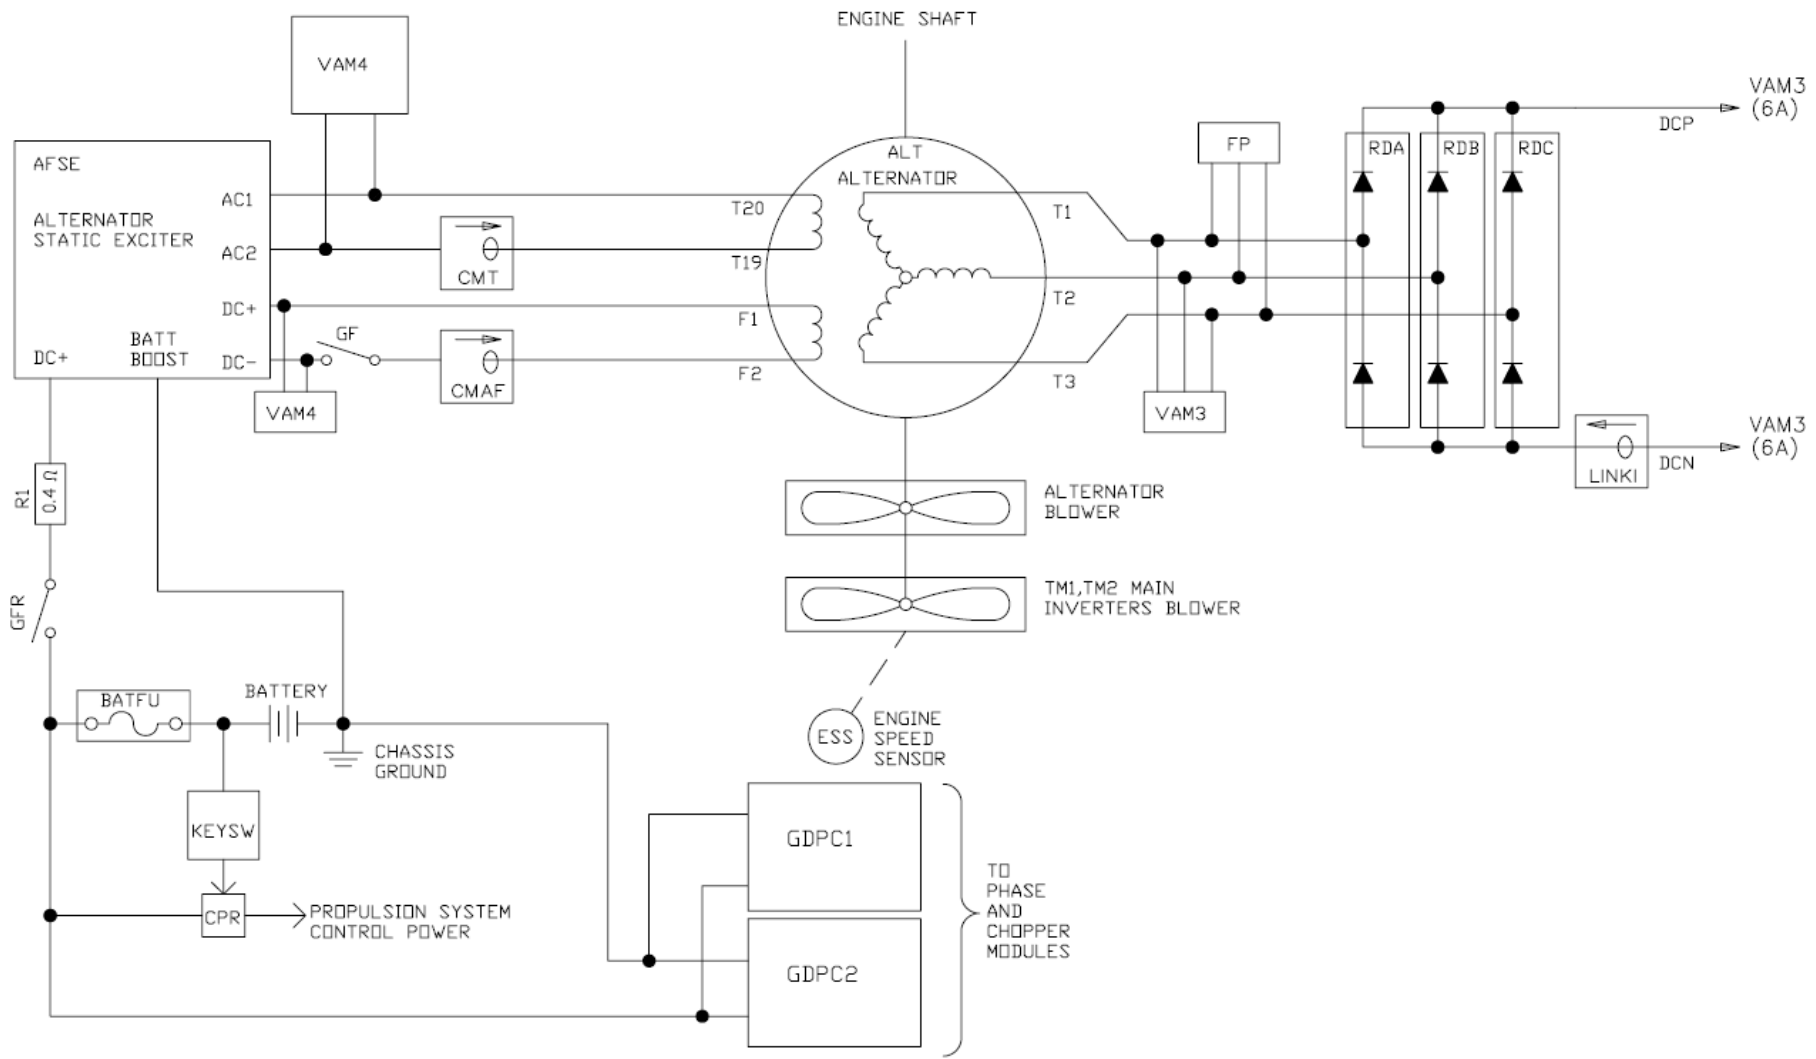 ENGINE SHAFT
VAM4
VAM3
(6A)
DCP
FP
RDA
RDB
RDC
AFSE
ALTERNATOR
STATIC EXCITER
AC1
AC2
DC+
DC-
BATT
BOOST
DC+
ALT
ALTERNATOR
T20
T19
F1
F2
T1
T2
T3
CMT
GF
CMAF
VAM4
VAM3
VAM3
(6A)
DCN
LINKI
R1
0.4 Ω
GFR
ALTERNATOR
BLOWER
TM1,TM2 MAIN
INVERTERS BLOWER
BATFU
BATTERY
CHASSIS
GROUND
ESS
ENGINE
SPEED
SENSOR
KEYSW
CPR
PROPULSION SYSTEM
CONTROL POWER
GDPC1
GDPC2
TO
PHASE
AND
CHOPPER
MODULES